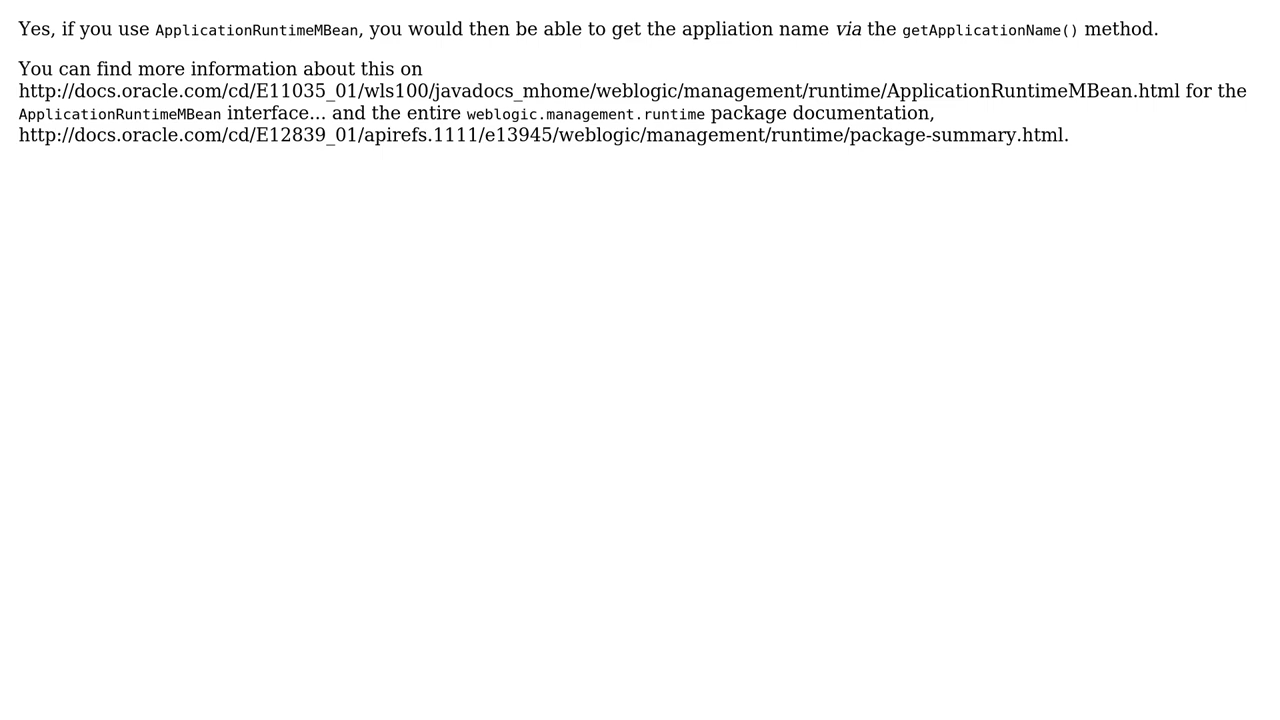 Yes, if you use ApplicationRuntimeMBean, you would then be able to get the appliation name via the getApplicationName() method.
You can find more information about this on
http://docs.oracle.com/cd/E11035_01/wls100/javadocs_mhome/weblogic/management/runtime/ApplicationRuntimeMBean.html for the
ApplicationRuntimeMBean interface... and the entire weblogic.management.runtime package documentation,
http://docs.oracle.com/cd/E12839_01/apirefs.1111/e13945/weblogic/management/runtime/package-summary.html.